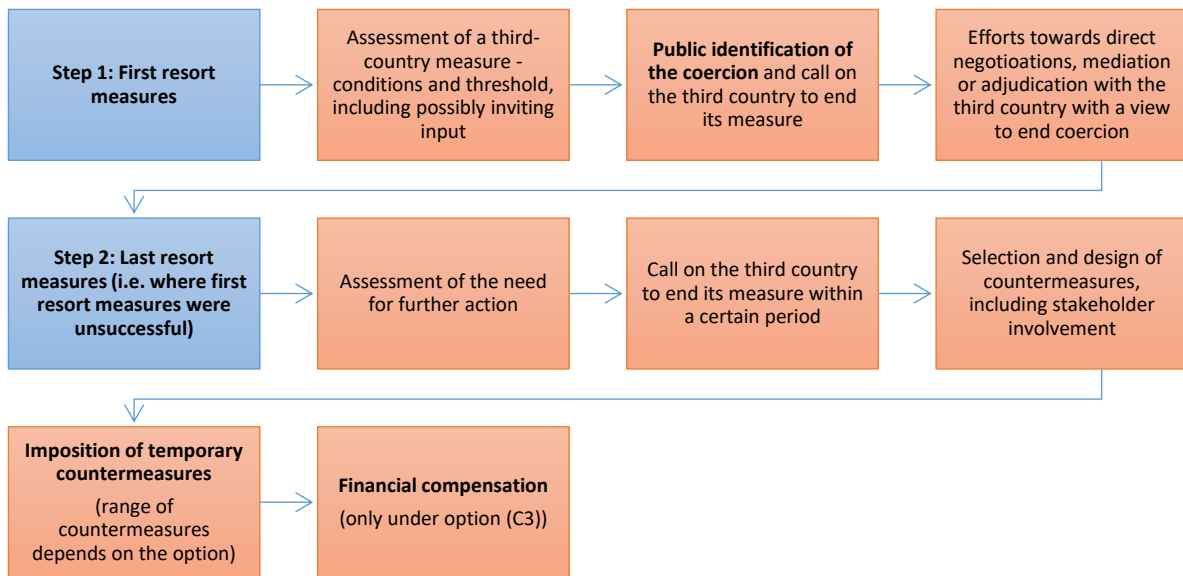 Step 1: First resort
measures
Assessment of a third-
country measure -
conditions and threshold,
including possibly inviting
input
Public identification of
the coercion and call on
the third country to end
its measure
Efforts towards direct
negotioations, mediation
or adjudication with the
third country with a view
to end coercion
Step 2: Last resort
measures (i.e. where first
resort measures were
unsuccessful)
Assessment of the need
for further action
Call on the third country
to end its measure within
a certain period
Selection and design of
countermeasures,
including stakeholder
involvement
Imposition of temporary
countermeasures
(range of
countermeasures
depends on the option)
Financial compensation
(only under option (C3))